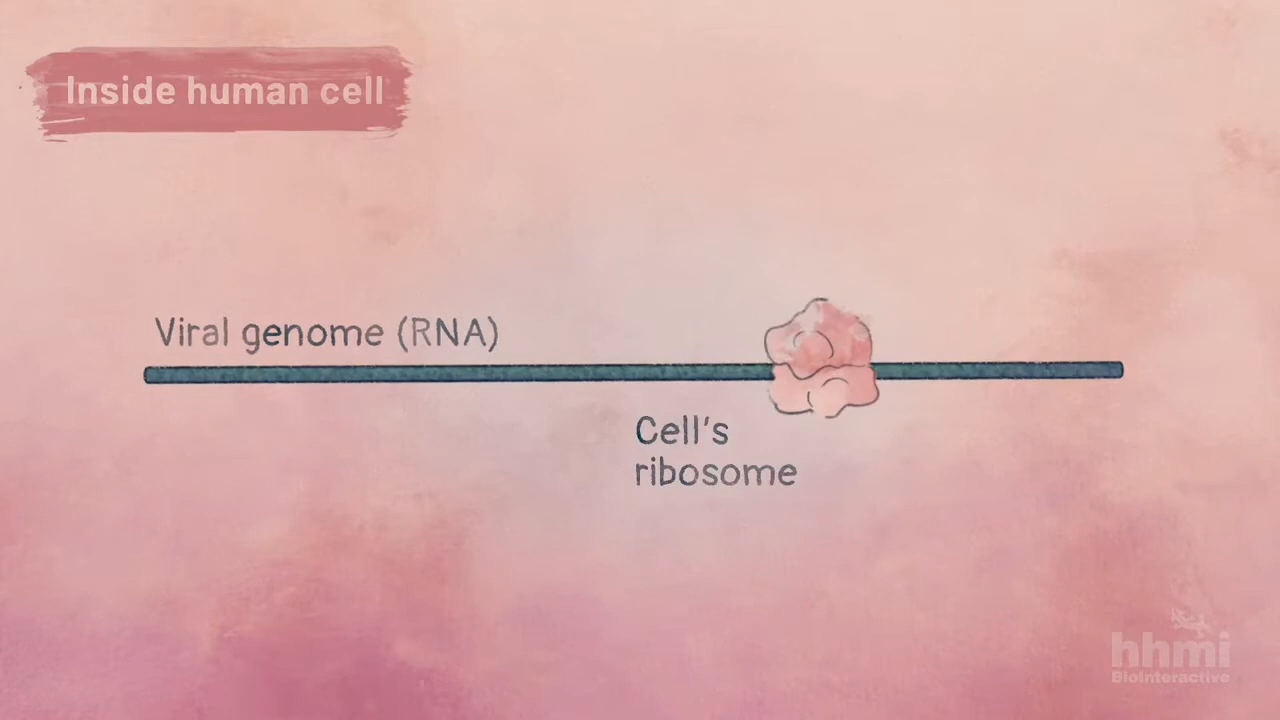 Inside human cell
Viral genome (RNA)
Cell's
ribosome
hhmi
BioInteractive